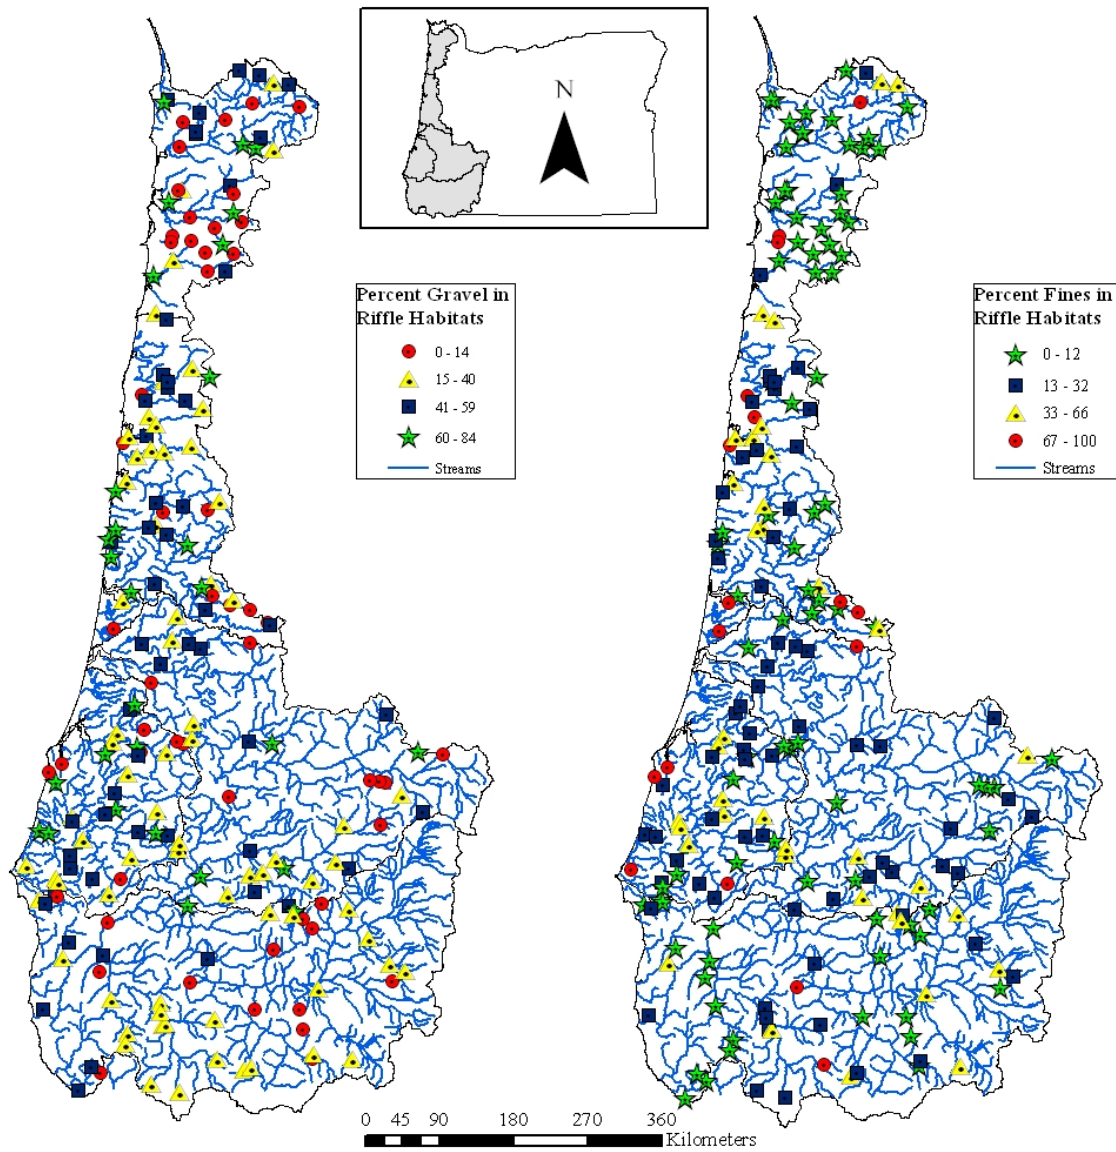 N
Percent Gravel in
Riffle Habitats
0 - 14
15 - 40
41 - 59
60 - 84
Streams
Percent Fines in
Riffle Habitats
0 - 12
13 - 32
33 - 66
67 - 100
Streams
0 45 90 180 270 360
Kilometers